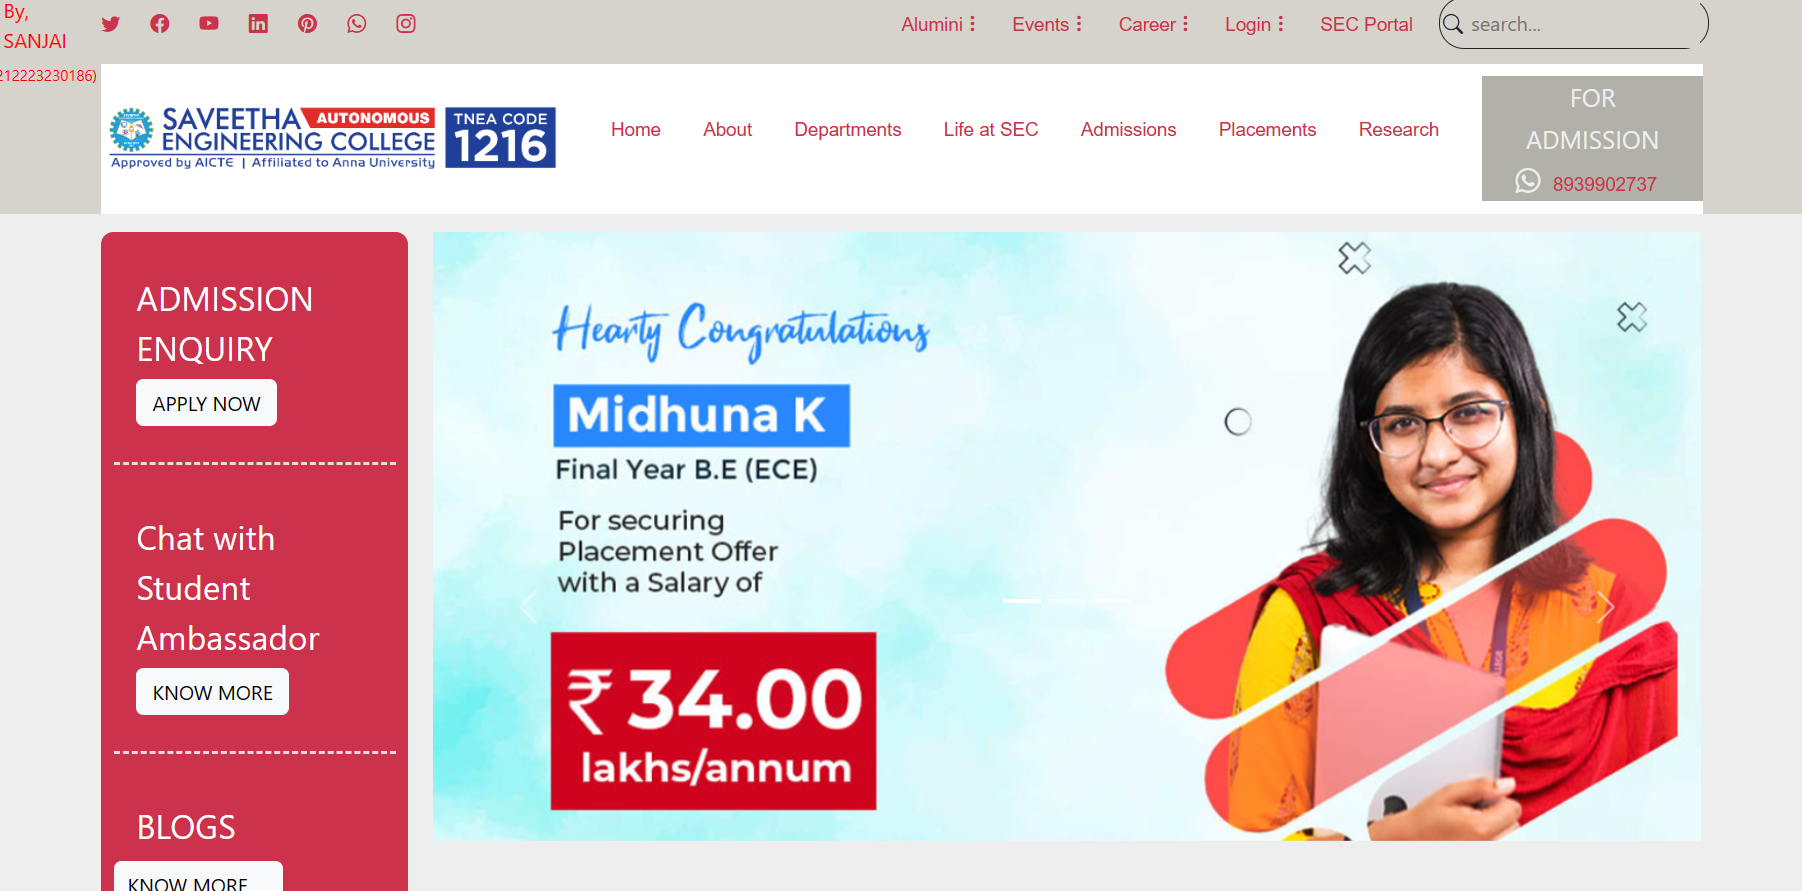 By,
SANJAI
212223230186)
Alumini
Events
Career
Login
SEC Portal
search...
SAVEETHA AUTONOMOUS
ENGINEERING COLLEGE
Approved by AICTE | Affiliated to Anna University
TNEA CODE
1216
Home
About
Departments
Life at SEC
Admissions
Placements
Research
FOR
ADMISSION
8939902737
ADMISSION
ENQUIRY
APPLY NOW
Chat with
Student
Ambassador
KNOW MORE
BLOGS
KNOW MORE
Hearty Congratulations
Midhuna K
Final Year B.E (ECE)
For securing
Placement Offer
with a Salary of
₹ 34.00
lakhs/annum